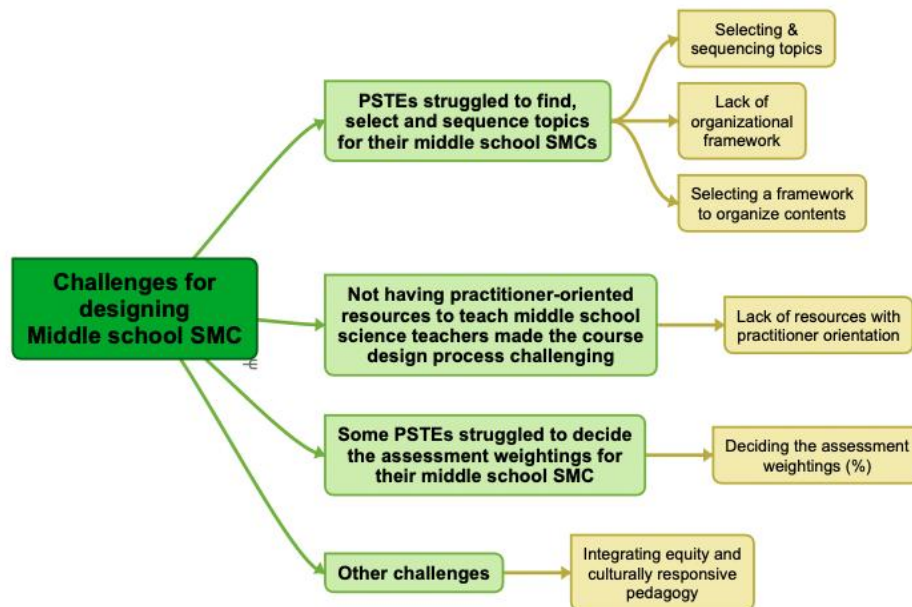 Challenges for
designing
Middle school SMC
PSTEs struggled to find,
select and sequence topics
for their middle school SMCs
Selecting &
sequencing topics
Lack of
organizational
framework
Selecting a framework
to organize contents
Not having practitioner-oriented
resources to teach middle school
science teachers made the course
design process challenging
Lack of resources with
practitioner orientation
Some PSTEs struggled to decide
the assessment weightings for
their middle school SMC
Deciding the assessment
weightings (%)
Other challenges
Integrating equity and
culturally responsive
pedagogy